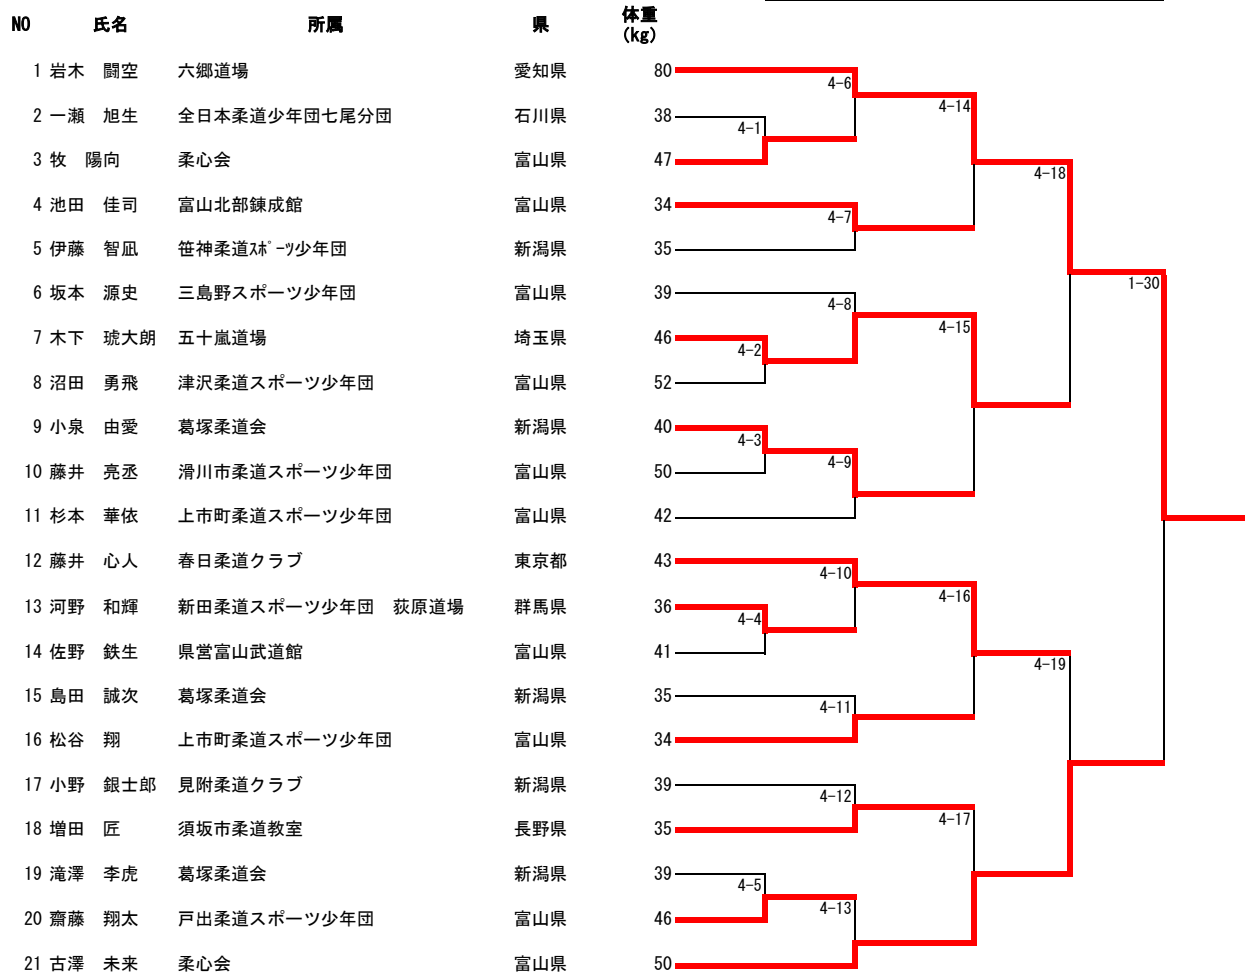 NO 氏名 所属 県 体重(kg)
1 岩木 闘空 六郷道場 愛知県 80
4-6
2 一瀬 旭生 全日本柔道少年団七尾分団 石川県 38
4-14
4-1
3 牧 陽向 柔心会 富山県 47
4-18
4 池田 佳司 富山北部錬成館 富山県 34
4-7
5 伊藤 智凪 笹神柔道ｽﾎﾟｰﾂ少年団 新潟県 35
1-30
6 坂本 源史 三島野スポーツ少年団 富山県 39
4-8
4-15
7 木下 琥大朗 五十嵐道場 埼玉県 46
4-2
8 沼田 勇飛 津沢柔道スポーツ少年団 富山県 52
9 小泉 由愛 葛塚柔道会 新潟県 40
4-3
4-9
10 藤井 亮丞 滑川市柔道スポーツ少年団 富山県 50
11 杉本 華依 上市町柔道スポーツ少年団 富山県 42
12 藤井 心人 春日柔道クラブ 東京都 43
4-10
4-16
13 河野 和輝 新田柔道スポーツ少年団 荻原道場 群馬県 36
4-4
14 佐野 鉄生 県営富山武道館 富山県 41
4-19
15 島田 誠次 葛塚柔道会 新潟県 35
4-11
16 松谷 翔 上市町柔道スポーツ少年団 富山県 34
17 小野 銀士郎 見附柔道クラブ 新潟県 39
4-12
4-17
18 増田 匠 須坂市柔道教室 長野県 35
19 滝澤 李虎 葛塚柔道会 新潟県 39
4-5
4-13
20 齋藤 翔太 戸出柔道スポーツ少年団 富山県 46
21 古澤 未来 柔心会 富山県 50